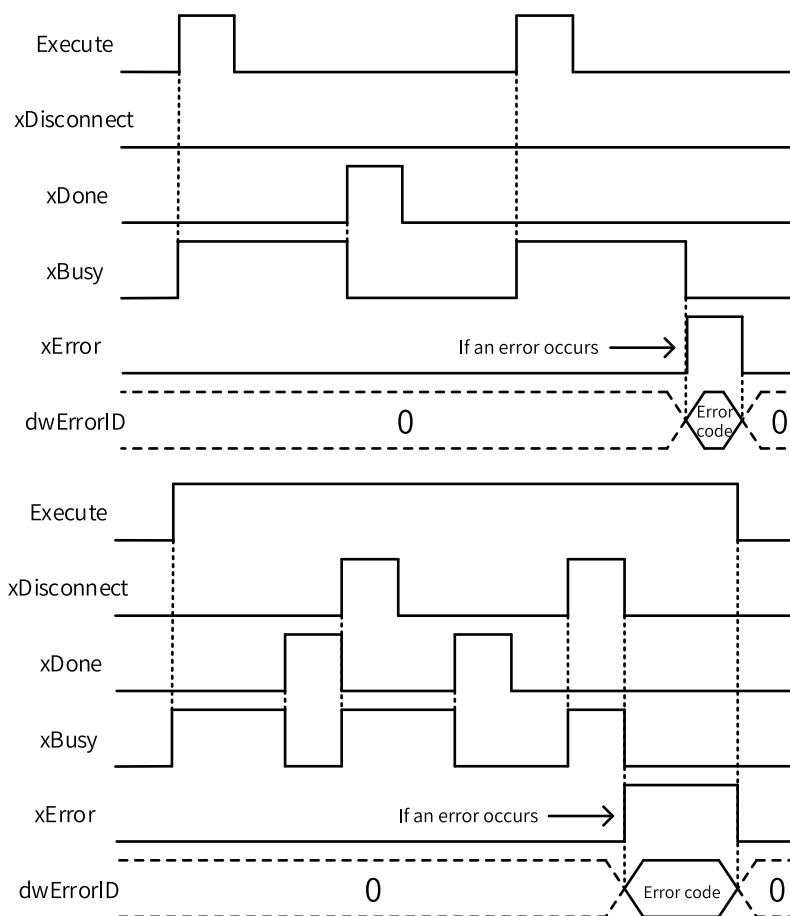 Execute
xDisconnect
xDone
xBusy
xError
If an error occurs
dwErrorID
0
Error
code
0
Execute
xDisconnect
xDone
xBusy
xError
If an error occurs
dwErrorID
0
Error code
0